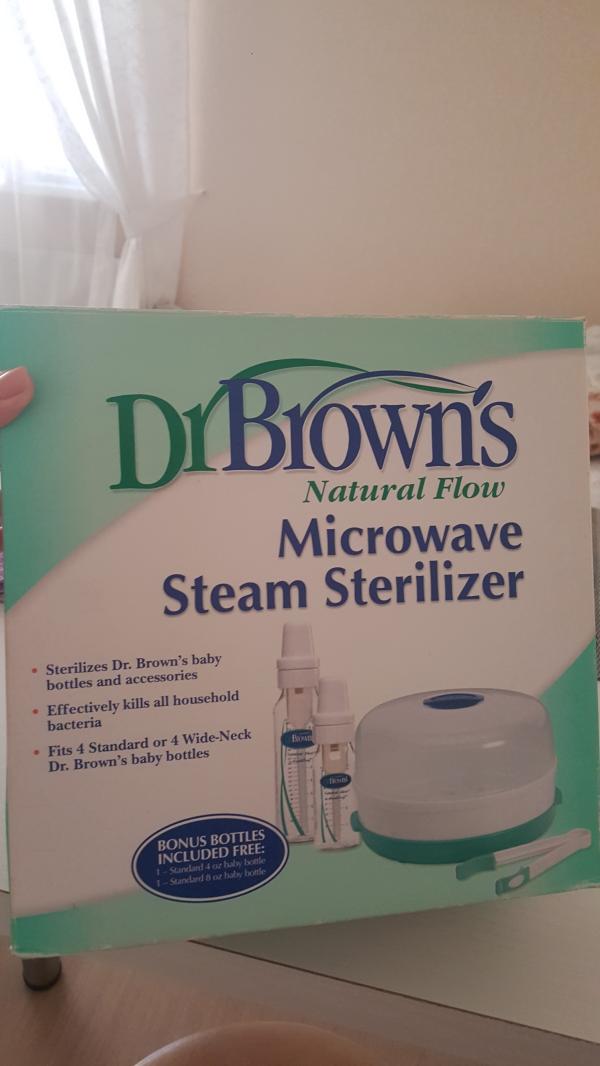 Dr Brown's
Natural Flow
Microwave
Steam Sterilizer
• Sterilizes Dr. Brown's baby
bottles and accessories
• Effectively kills all household
bacteria
• Fits 4 Standard or 4 Wide-Neck
Dr. Brown's baby bottles
BONUS BOTTLES
INCLUDED FREE:
1 – Standard 4 oz baby bottle
1 – Standard 8 oz baby bottle